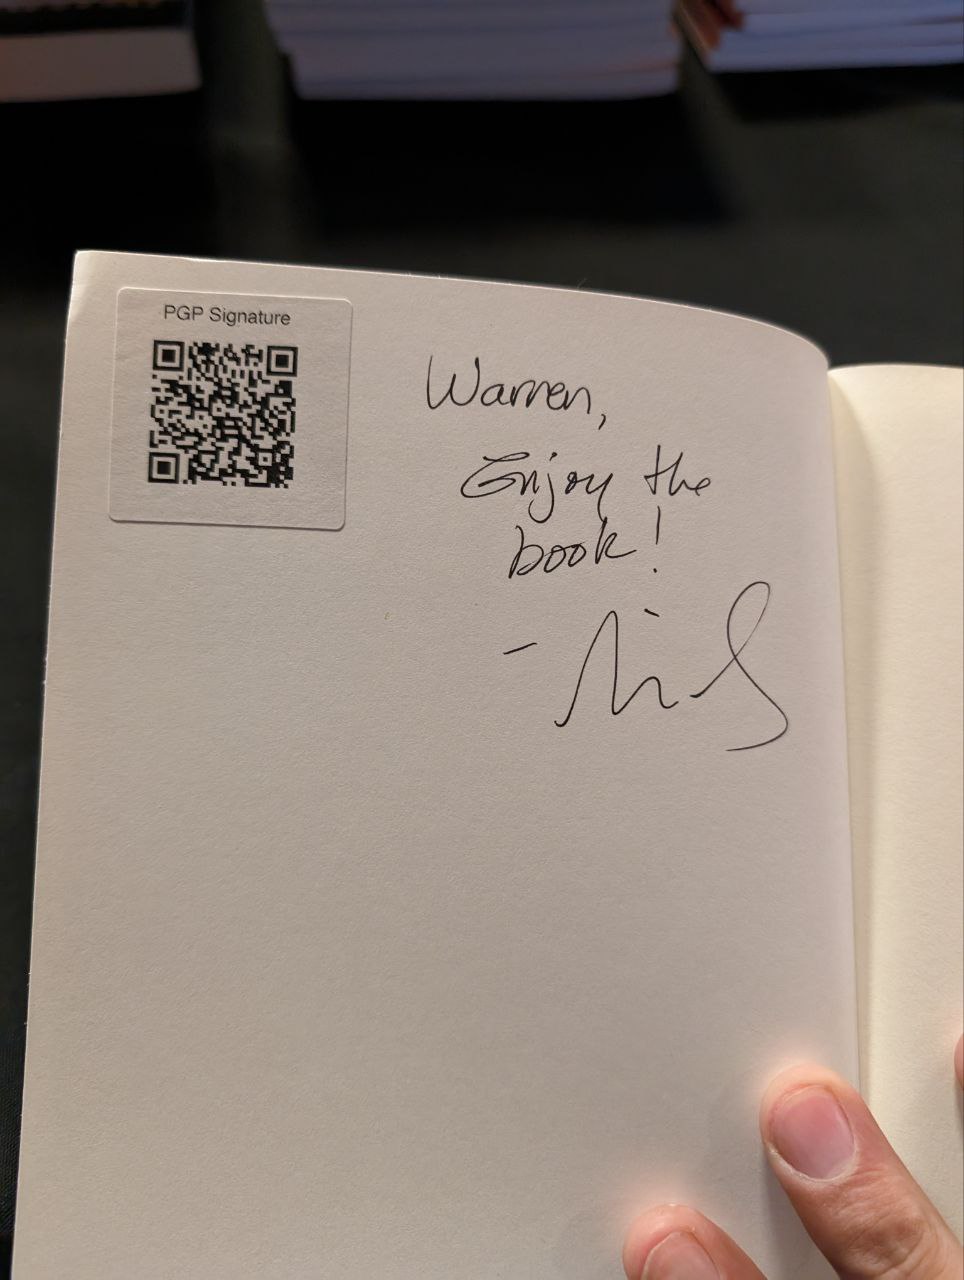 PGP Signature
Warren,
Enjoy the
book!